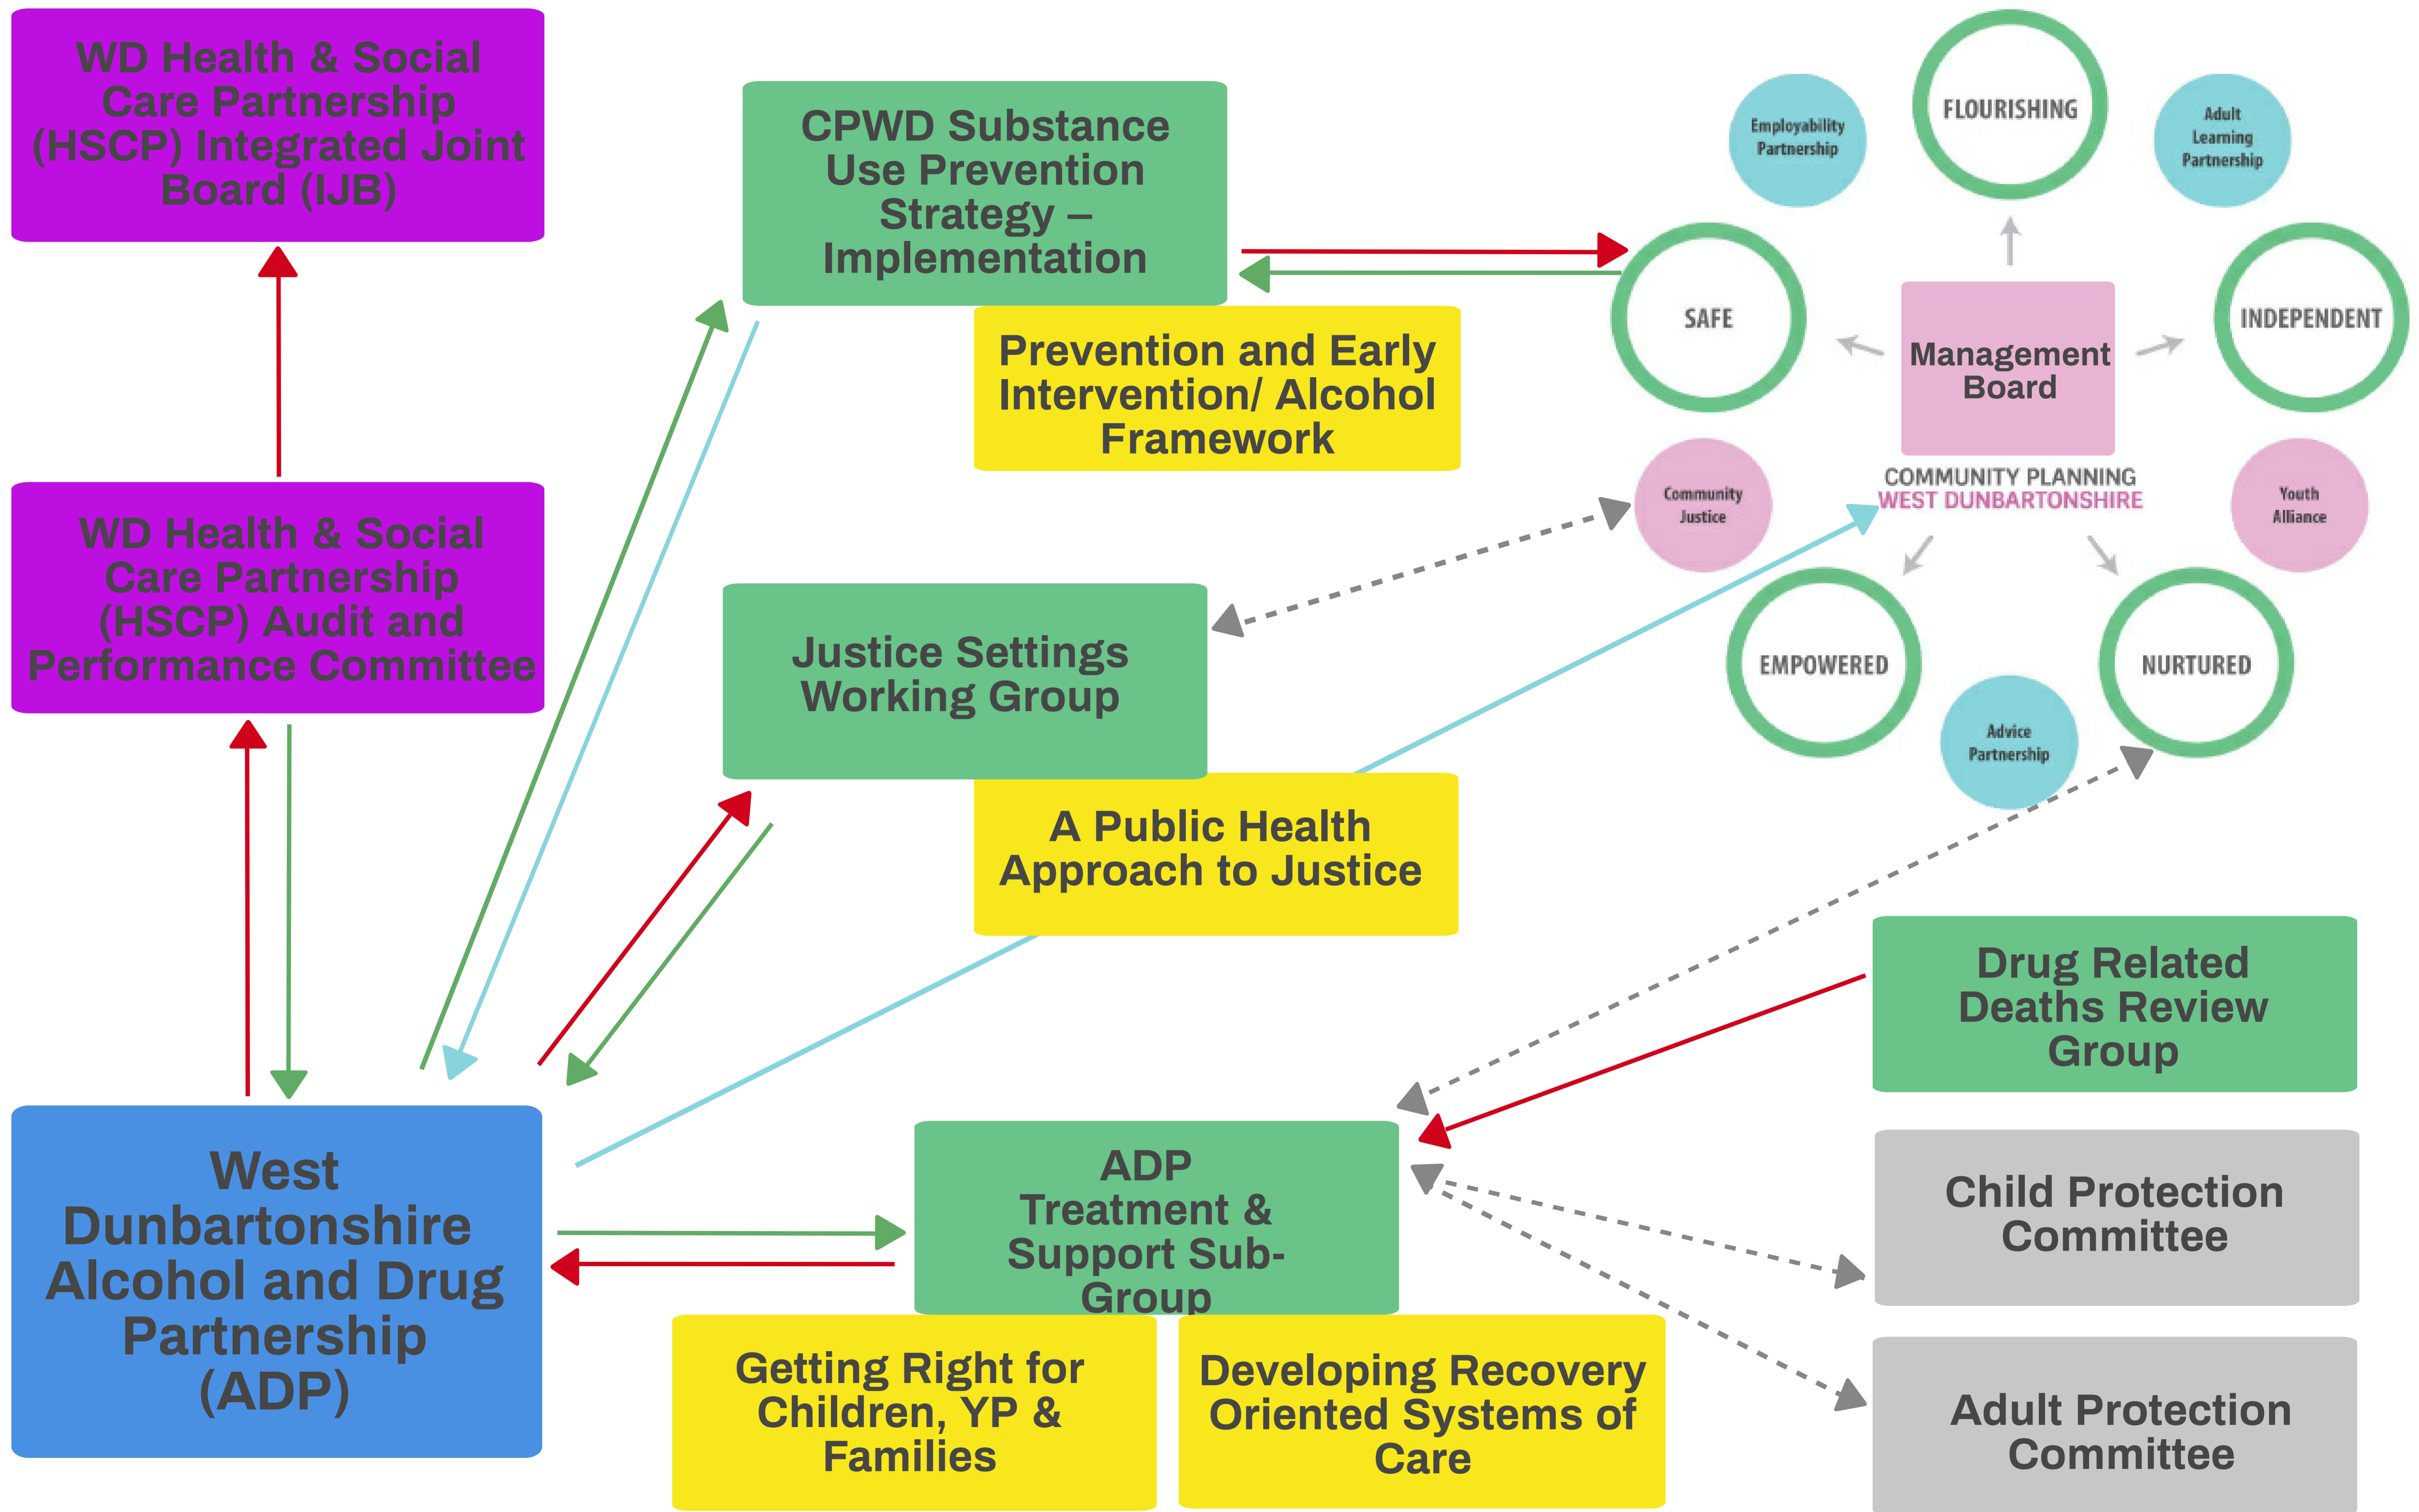 WD Health & Social
Care Partnership
(HSCP) Integrated Joint
Board (IJB)
CPWD Substance
Use Prevention
Strategy –
Implementation
Prevention and Early
Intervention/ Alcohol
Framework
FLOURISHING
Employability
Partnership
Adult
Learning
Partnership
SAFE
INDEPENDENT
Management
Board
COMMUNITY PLANNING
WEST DUNBARTONSHIRE
Community
Justice
Youth
Alliance
EMPOWERED
NURTURED
Advice
Partnership
WD Health & Social
Care Partnership
(HSCP) Audit and
Performance Committee
Justice Settings
Working Group
A Public Health
Approach to Justice
Drug Related
Deaths Review
Group
West
Dunbartonshire
Alcohol and Drug
Partnership
(ADP)
ADP
Treatment &
Support Sub-
Group
Child Protection
Committee
Getting Right for
Children, YP &
Families
Developing Recovery
Oriented Systems of
Care
Adult Protection
Committee